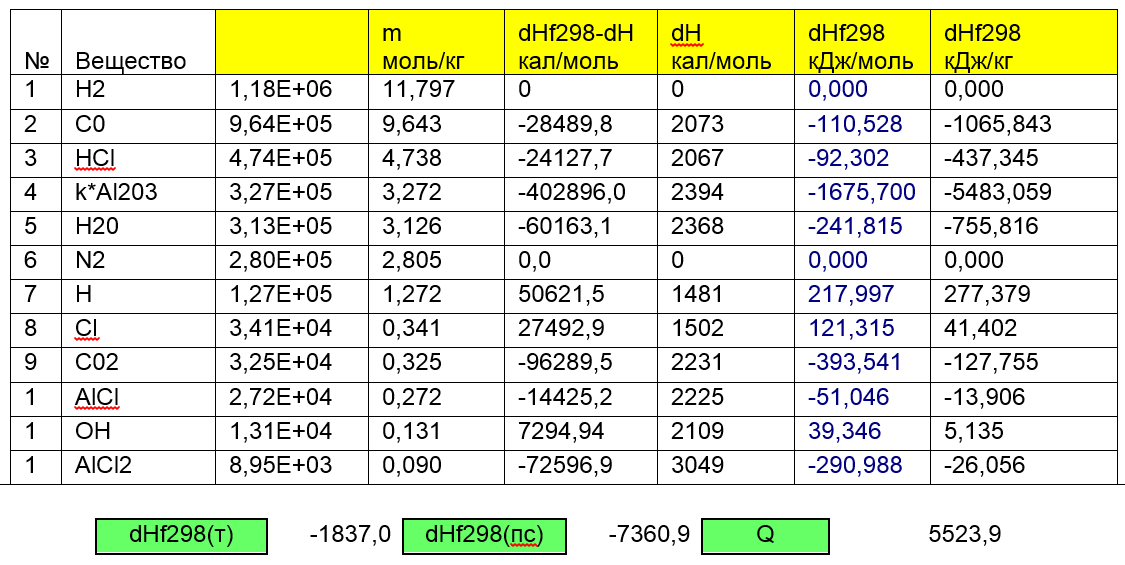 № Вещество m моль/кг dHf298-dH кал/моль dH кал/моль dHf298 кДж/моль dHf298 кДж/кг
1 H2 1,18E+06 11,797 0 0 0,000 0,000
2 C0 9,64E+05 9,643 -28489,8 2073 -110,528 -1065,843
3 HCl 4,74E+05 4,738 -24127,7 2067 -92,302 -437,345
4 k*Al203 3,27E+05 3,272 -402896,0 2394 -1675,700 -5483,059
5 H20 3,13E+05 3,126 -60163,1 2368 -241,815 -755,816
6 N2 2,80E+05 2,805 0,0 0 0,000 0,000
7 H 1,27E+05 1,272 50621,5 1481 217,997 277,379
8 Cl 3,41E+04 0,341 27492,9 1502 121,315 41,402
9 C02 3,25E+04 0,325 -96289,5 2231 -393,541 -127,755
1 AlCl 2,72E+04 0,272 -14425,2 2225 -51,046 -13,906
1 OH 1,31E+04 0,131 7294,94 2109 39,346 5,135
1 AlCl2 8,95E+03 0,090 -72596,9 3049 -290,988 -26,056
dHf298(т) -1837,0 dHf298(пс) -7360,9 Q 5523,9